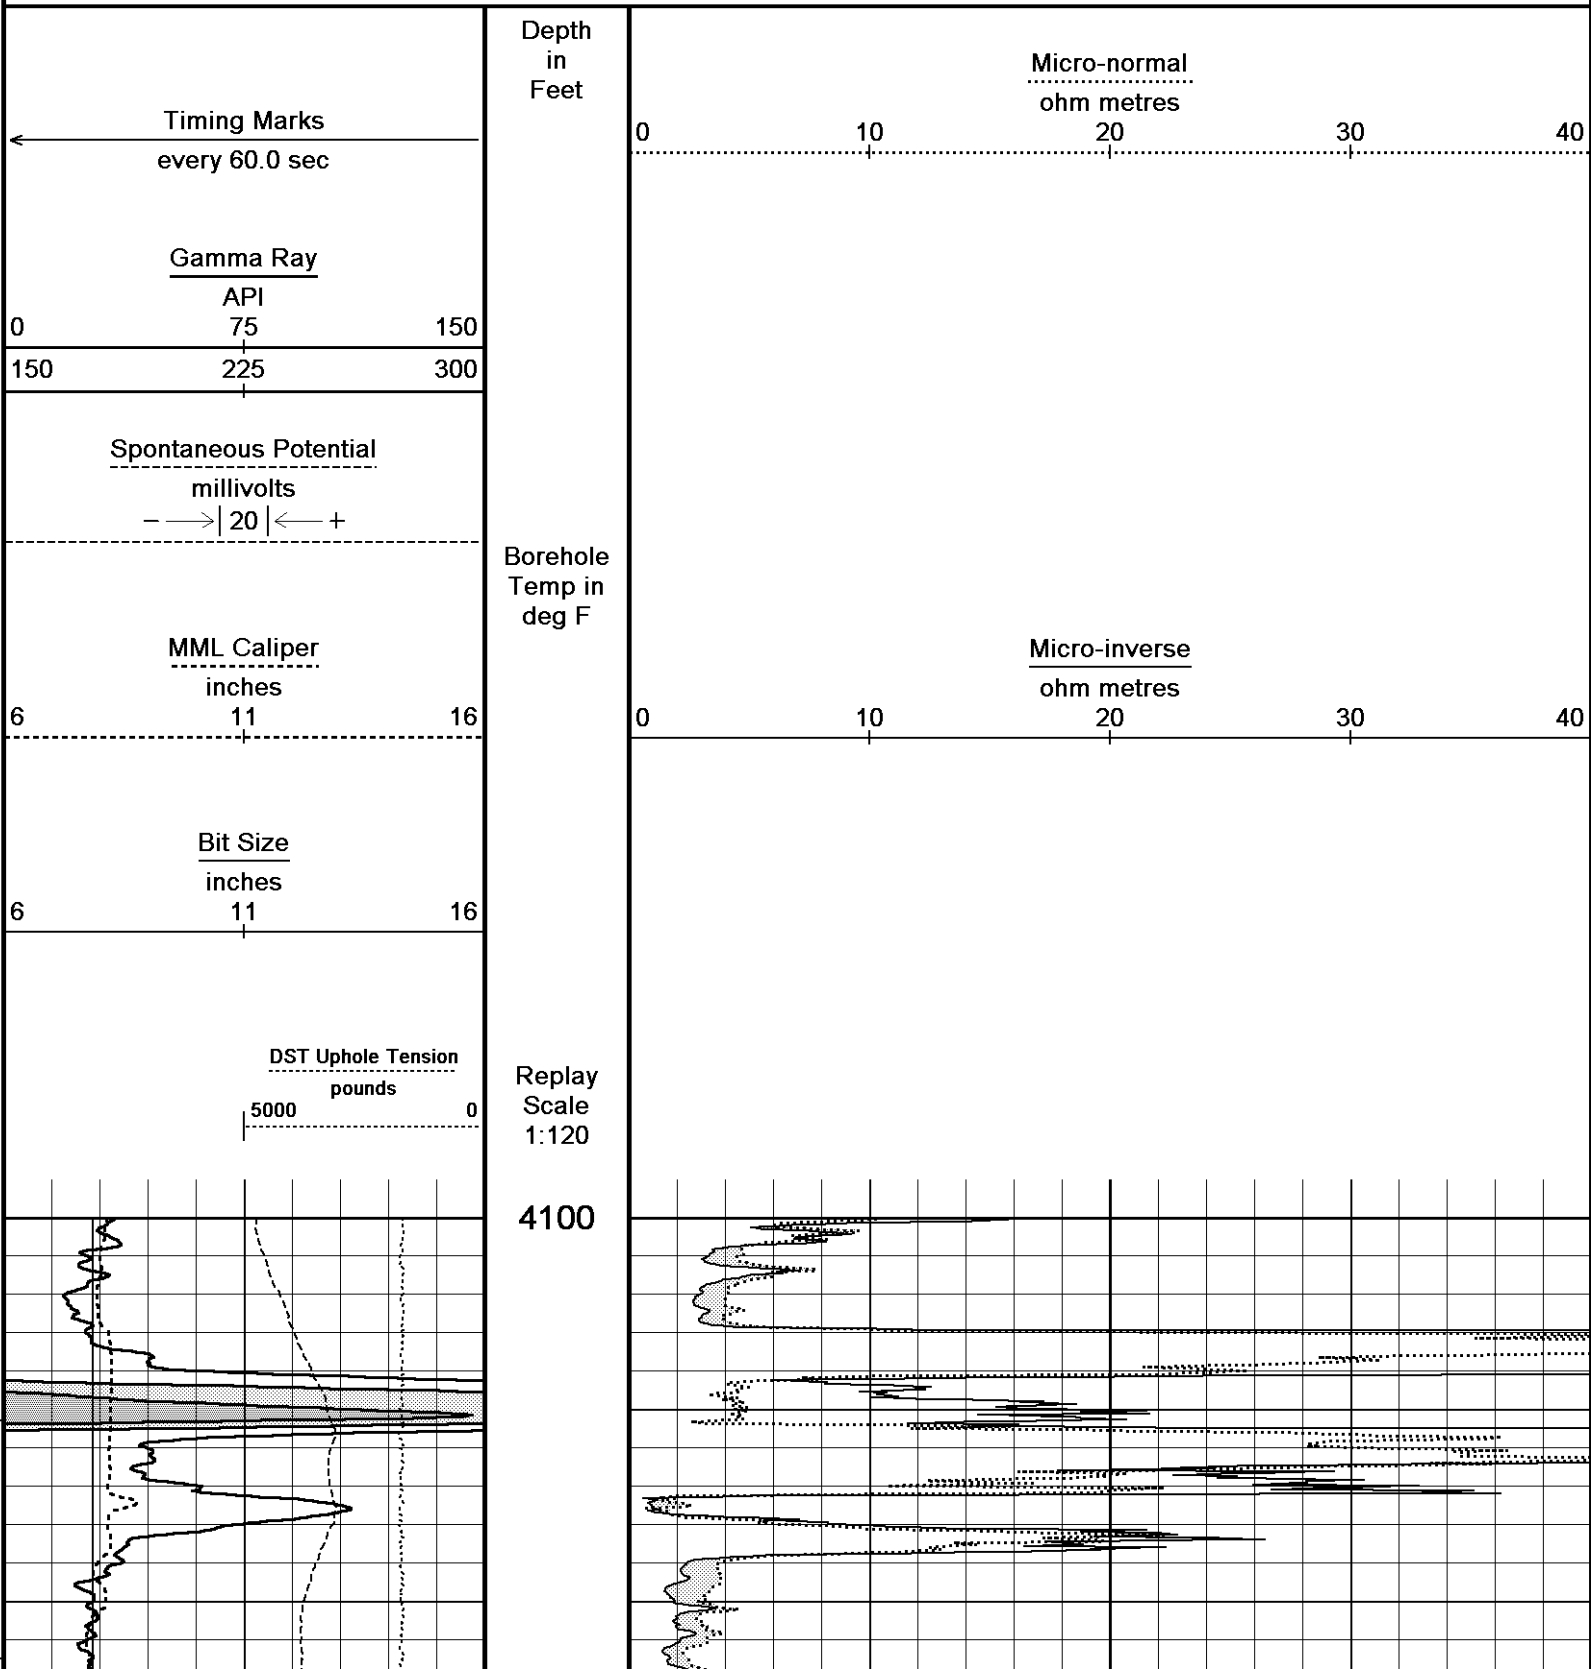 Timing Marks
every 60.0 sec
Gamma Ray
API
0 75 150
150 225 300
Spontaneous Potential
millivolts
− 20 +
MML Caliper
inches
6 11 16
Bit Size
inches
6 11 16
DST Uphole Tension
pounds
5000 0
Depth
in
Feet
Borehole
Temp in
deg F
Replay
Scale
1:120
4100
Micro-normal
ohm metres
0 10 20 30 40
Micro-inverse
ohm metres
0 10 20 30 40